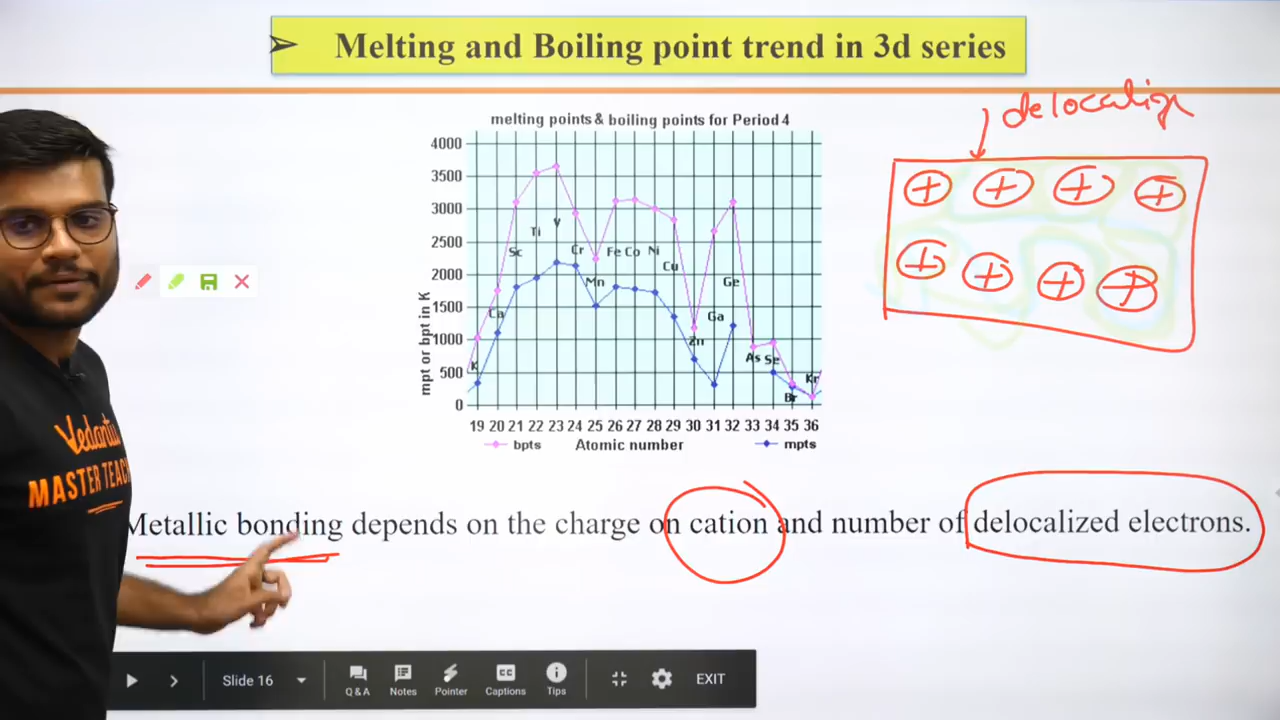 ➢ Melting and Boiling point trend in 3d series
delocalize
melting points & boiling points for Period 4
mpt or bpt in K
4000
3500
3000
2500
2000
1500
1000
500
0
K
Ca
Sc
Ti
V
Cr
Mn
Fe Co Ni
Cu
Zn
Ga
Ge
As Se
Br
Kr
19 20 21 22 23 24 25 26 27 28 29 30 31 32 33 34 35 36
bpts Atomic number mpts
+ + + +
+ + + +
Vedantu
MASTER TEACH
Metallic bonding depends on the charge on cation and number of delocalized electrons.
Slide 16
Q & A Notes Pointer Captions Tips EXIT
CC